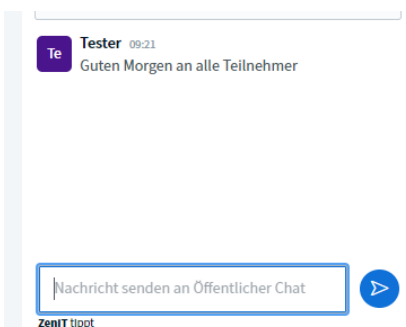 Tester 09:21
Te
Guten Morgen an alle Teilnehmer
Nachricht senden an Öffentlicher Chat
ZenIT tippt